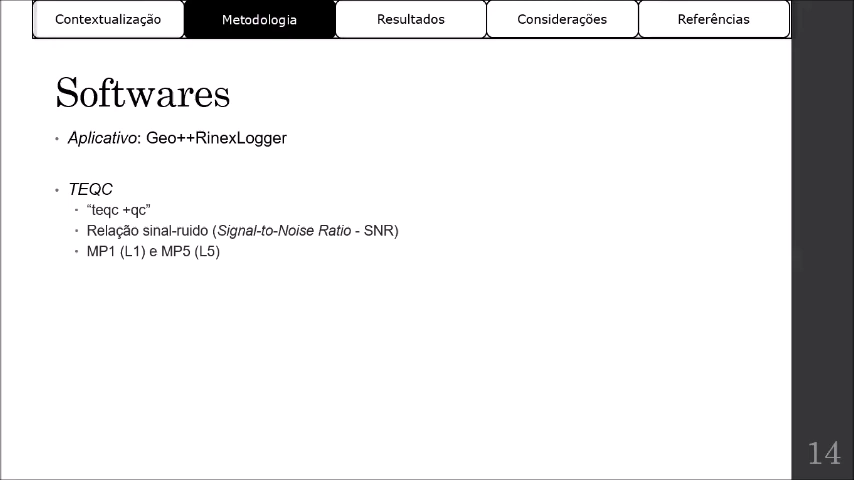 Contextualização
Metodologia
Resultados
Considerações
Referências
Softwares
• Aplicativo: Geo++RinexLogger
• TEQC
• “teqc +qc”
• Relação sinal-ruido (Signal-to-Noise Ratio - SNR)
• MP1 (L1) e MP5 (L5)
14